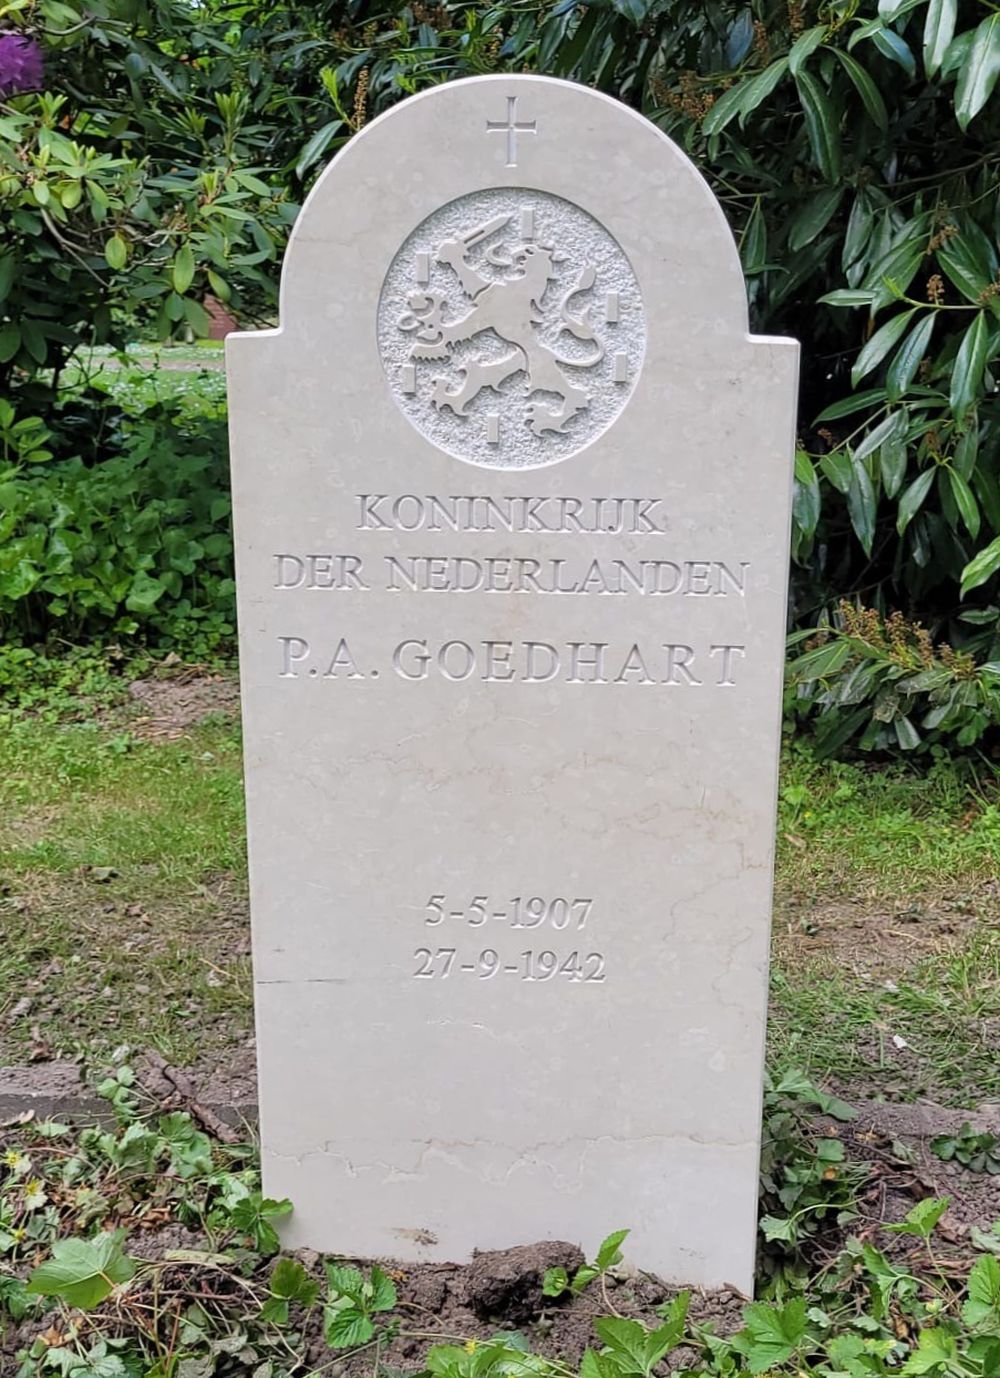 KONINKRIJK
DER NEDERLANDEN
P.A. GOEDHART
5-5-1907
27-9-1942